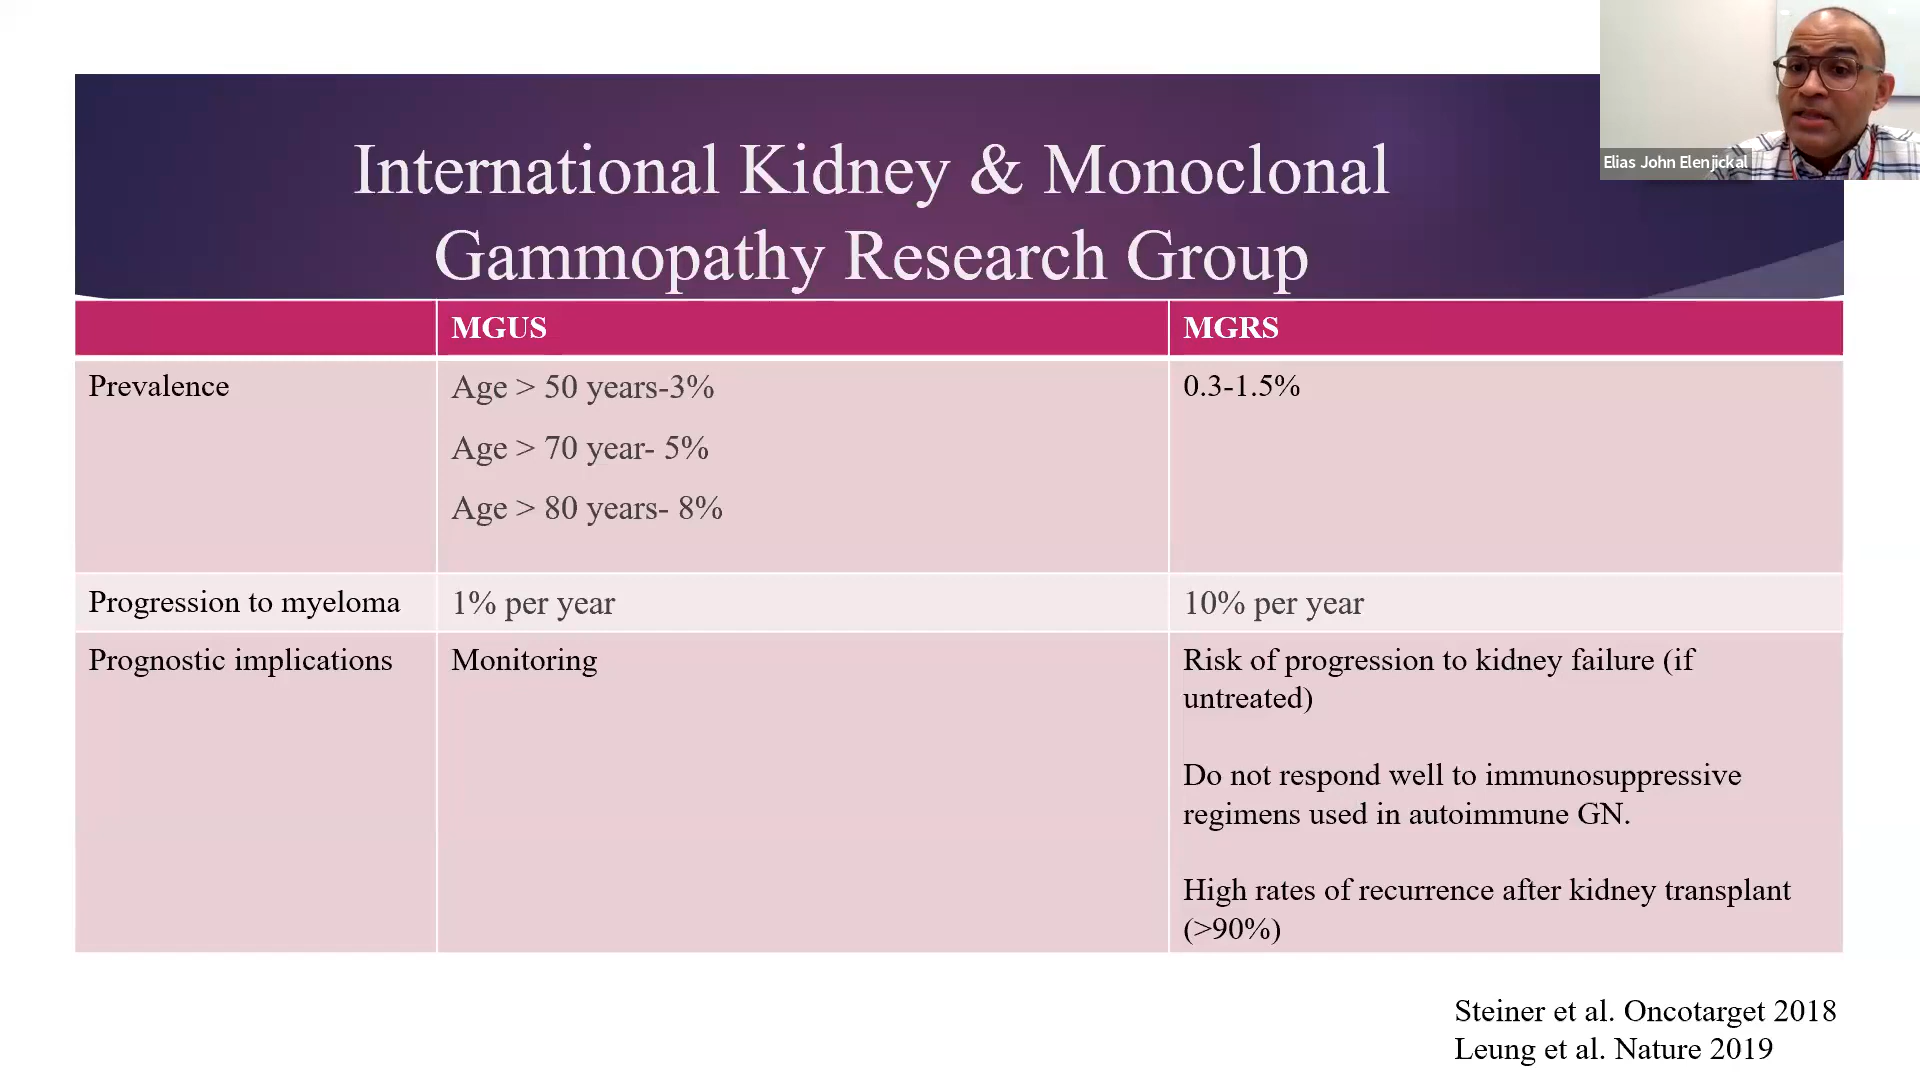 International Kidney & Monoclonal
Gammopathy Research Group
Elias John Elenjickal
MGUS
MGRS
Prevalence
Age > 50 years-3%
Age > 70 year- 5%
Age > 80 years- 8%
0.3-1.5%
Progression to myeloma
1% per year
10% per year
Prognostic implications
Monitoring
Risk of progression to kidney failure (if
untreated)
Do not respond well to immunosuppressive
regimens used in autoimmune GN.
High rates of recurrence after kidney transplant
(>90%)
Steiner et al. Oncotarget 2018
Leung et al. Nature 2019